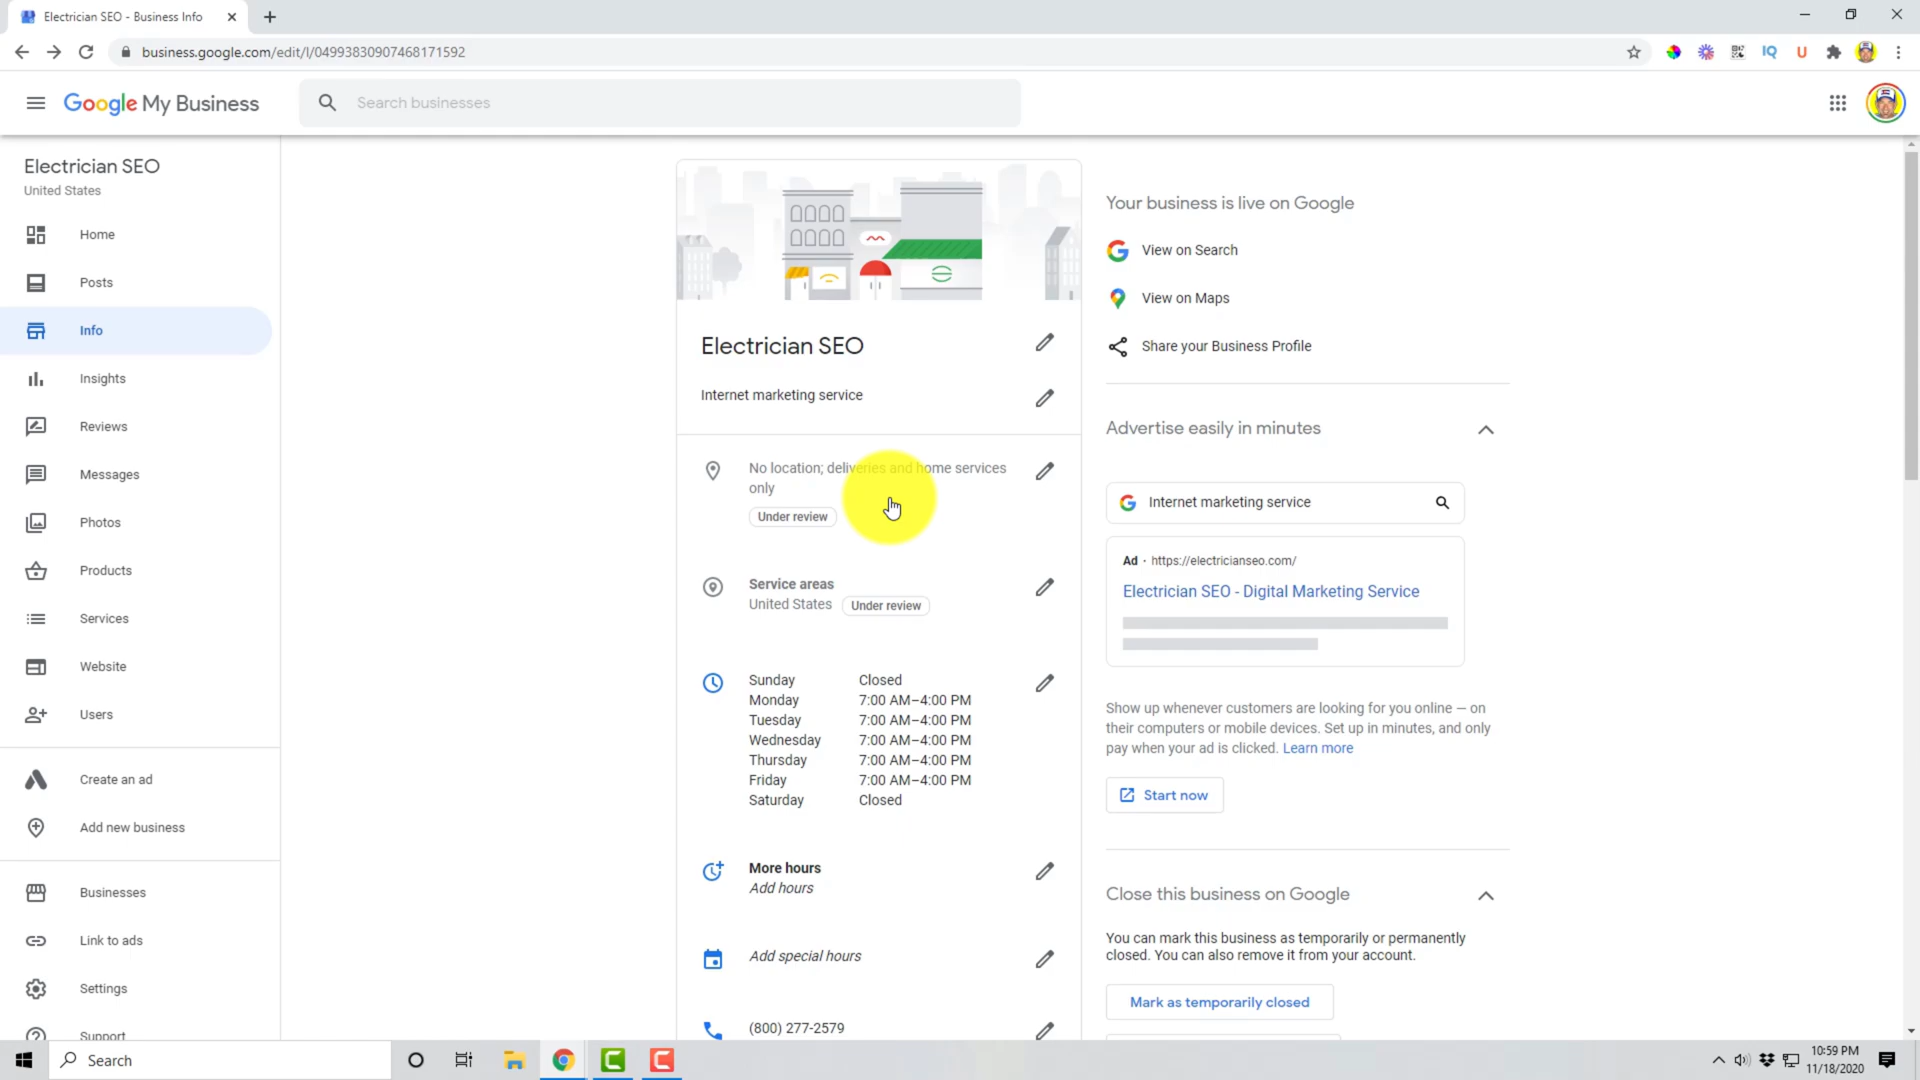 Electrician SEO - Business Info
business.google.com/edit/l/04993830907468171592
IQ
U
Google My Business
Search businesses
Electrician SEO
United States
Home
Posts
Info
Insights
Reviews
Messages
Photos
Products
Services
Website
Users
Create an ad
Add new business
Businesses
Link to ads
Settings
Support
Electrician SEO
Internet marketing service
No location; deliveries and home services
only
Under review
Service areas
United States Under review
Sunday Closed
Monday 7:00 AM–4:00 PM
Tuesday 7:00 AM–4:00 PM
Wednesday 7:00 AM–4:00 PM
Thursday 7:00 AM–4:00 PM
Friday 7:00 AM–4:00 PM
Saturday Closed
More hours
Add hours
Add special hours
(800) 277-2579
Your business is live on Google
View on Search
View on Maps
Share your Business Profile
Advertise easily in minutes
Internet marketing service
Ad · https://electricianseo.com/
Electrician SEO - Digital Marketing Service
Show up whenever customers are looking for you online — on
their computers or mobile devices. Set up in minutes, and only
pay when your ad is clicked. Learn more
Start now
Close this business on Google
You can mark this business as temporarily or permanently
closed. You can also remove it from your account.
Mark as temporarily closed
Search
10:59 PM
11/18/2020